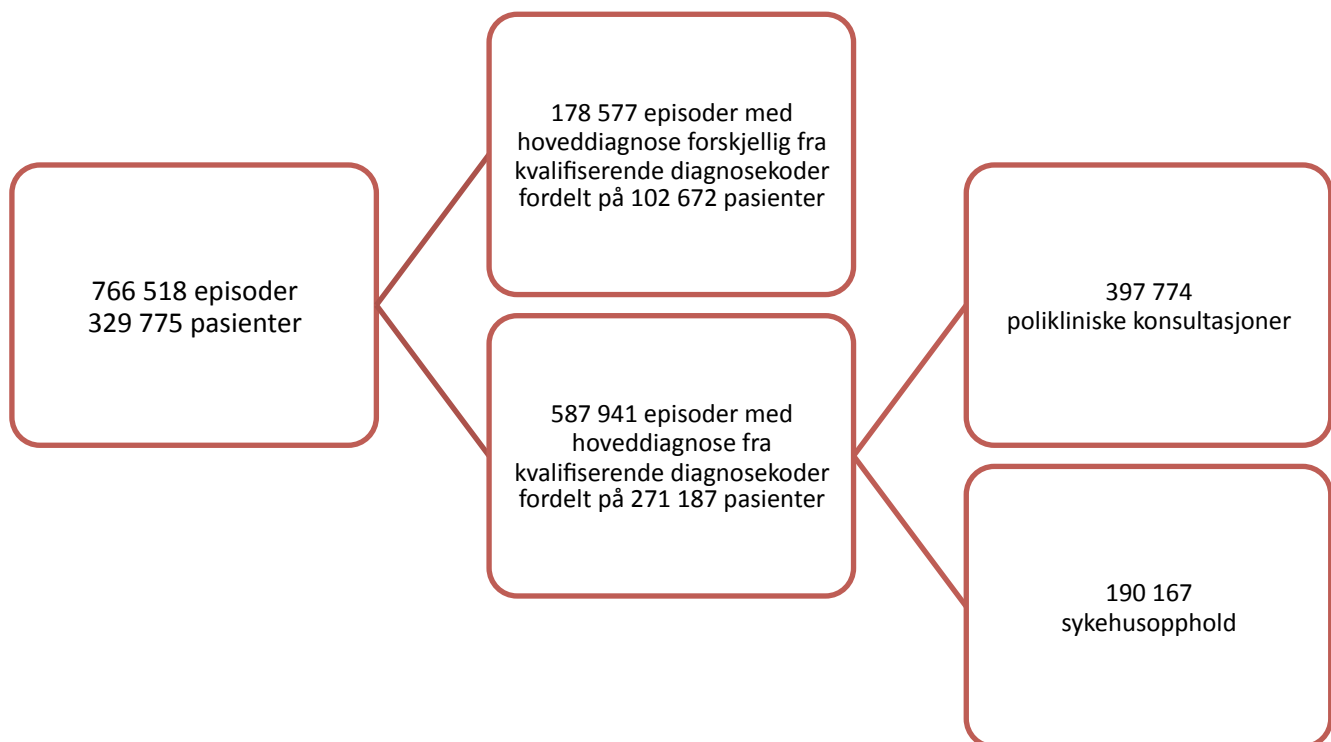 766 518 episoder
329 775 pasienter
178 577 episoder med
hoveddiagnose forskjellig fra
kvalifiserende diagnosekoder
fordelt på 102 672 pasienter
587 941 episoder med
hoveddiagnose fra
kvalifiserende diagnosekoder
fordelt på 271 187 pasienter
397 774
polikliniske konsultasjoner
190 167
sykehusopphold